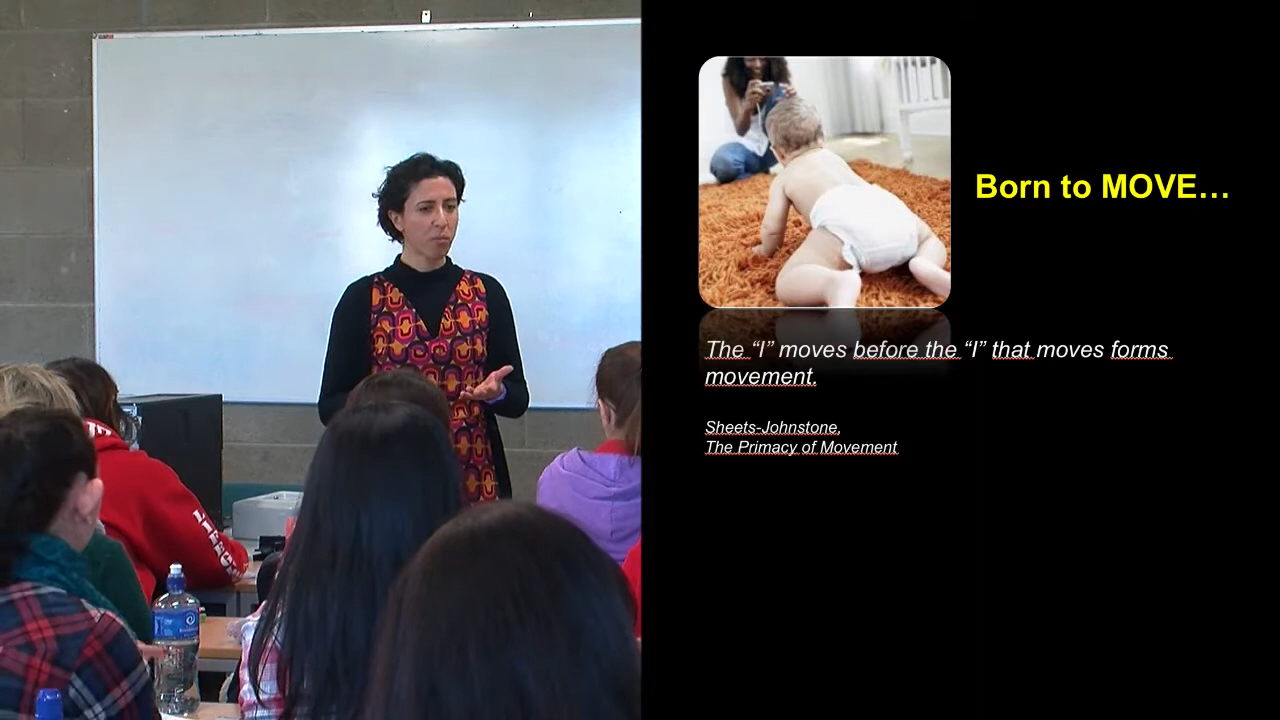 Born to MOVE…
The “I” moves before the “I” that moves forms
movement.
Sheets-Johnstone,
The Primacy of Movement